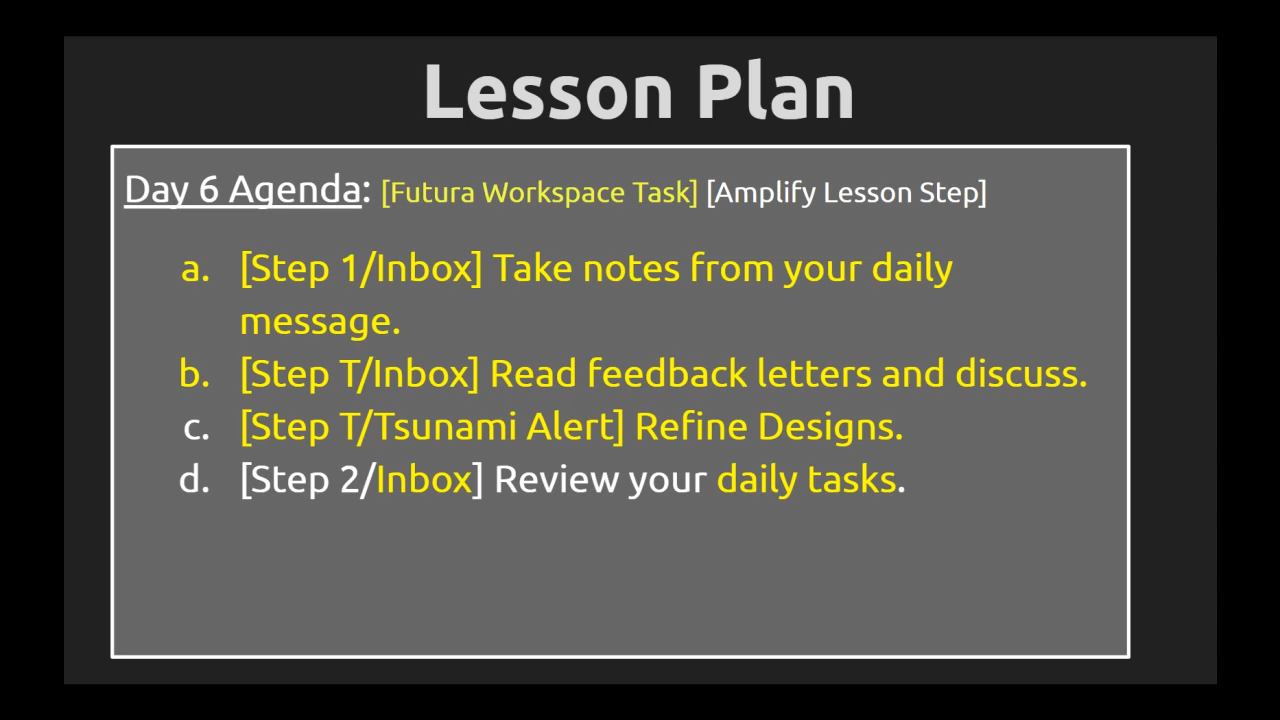 Lesson Plan
Day 6 Agenda: [Futura Workspace Task] [Amplify Lesson Step]
a. [Step 1/Inbox] Take notes from your daily
message.
b. [Step T/Inbox] Read feedback letters and discuss.
c. [Step T/Tsunami Alert] Refine Designs.
d. [Step 2/Inbox] Review your daily tasks.